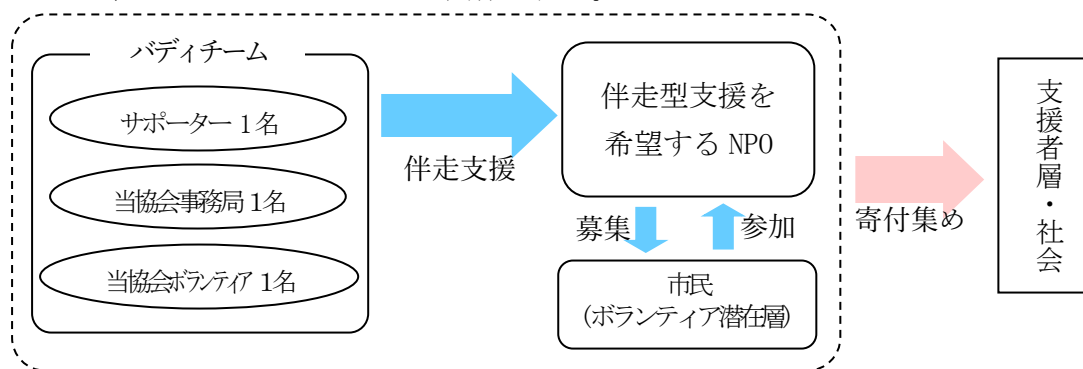 バディチーム
サポーター 1名
当協会事務局 1名
当協会ボランティア 1名
伴走支援
伴走型支援を
希望する NPO
募集
参加
市民
(ボランティア潜在層)
寄付集め
支援者層・社会